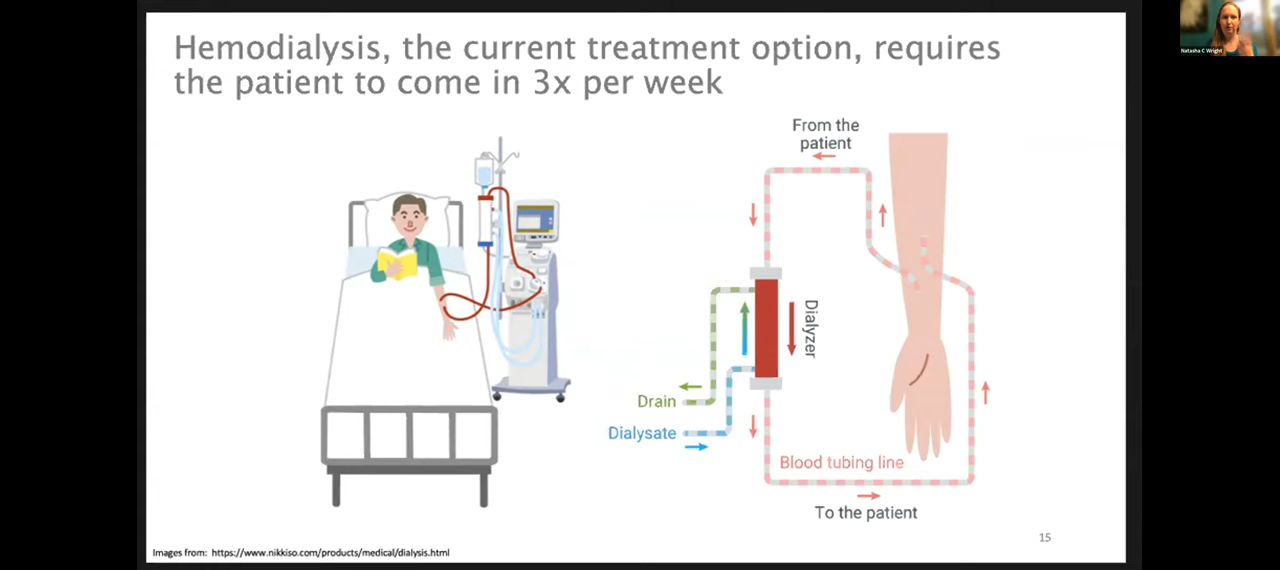 Hemodialysis, the current treatment option, requires
the patient to come in 3x per week
From the
patient
Dialyzer
Drain
Dialysate
Blood tubing line
To the patient
15
Images from: https://www.nikkiso.com/products/medical/dialysis.html
Natasha C Wright